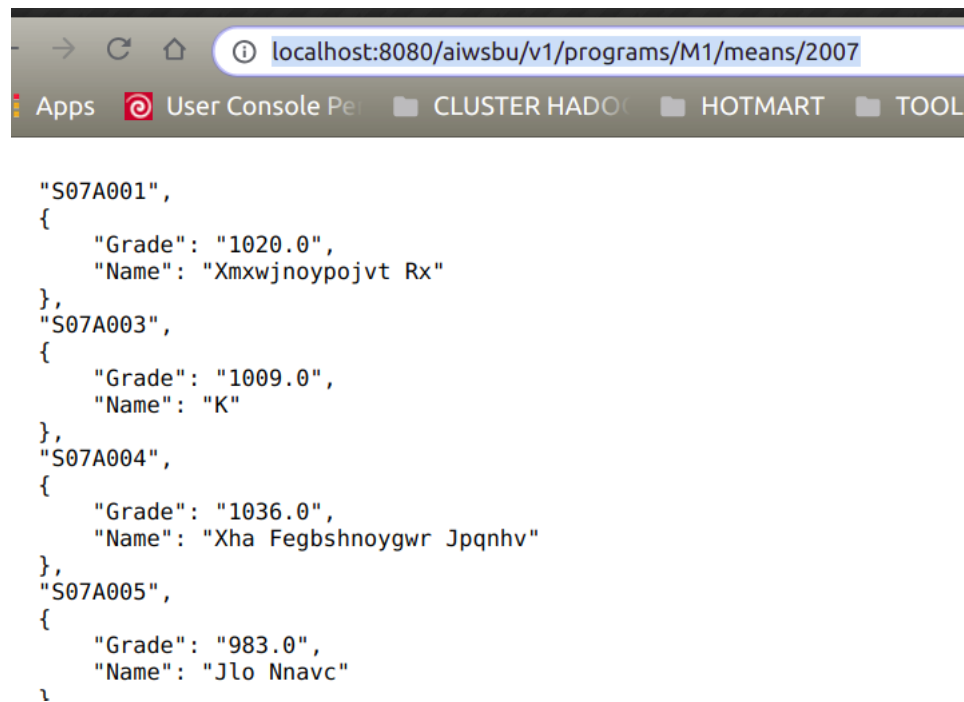 localhost:8080/aiwsbu/v1/programs/M1/means/2007
Apps User Console Pe CLUSTER HADOO HOTMART TOOL
"S07A001",
{
"Grade": "1020.0",
"Name": "Xmxwjnoypojvt Rx"
},
"S07A003",
{
"Grade": "1009.0",
"Name": "K"
},
"S07A004",
{
"Grade": "1036.0",
"Name": "Xha Fegbshnoygwr Jpqnhv"
},
"S07A005",
{
"Grade": "983.0",
"Name": "Jlo Nnavc"
}